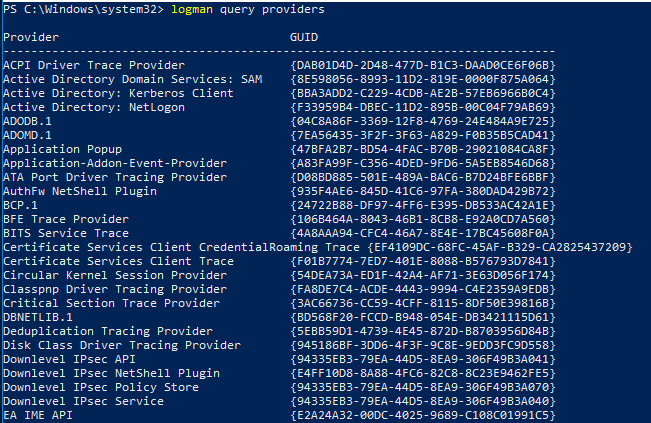 PS C:\Windows\system32> logman query providers
Provider                                 GUID
-------------------------------------------------------------------------------
ACPI Driver Trace Provider               {DAB01D4D-2D48-477D-B1C3-DAAD0CE6F06B}
Active Directory Domain Services: SAM    {8E598056-8993-11D2-819E-0000F875A064}
Active Directory: Kerberos Client        {BBA3ADD2-C229-4CDB-AE2B-57EB6966B0C4}
Active Directory: NetLogon               {F33959B4-DBEC-11D2-895B-00C04F79AB69}
ADODB.1                                  {04C8A86F-3369-12F8-4769-24E484A9E725}
ADOMD.1                                  {7EA56435-3F2F-3F63-A829-F0B35B5CAD41}
Application Popup                        {47BFA2B7-BD54-4FAC-B70B-29021084CA8F}
Application-Addon-Event-Provider         {A83FA99F-C356-4DED-9FD6-5A5EB8546D68}
ATA Port Driver Tracing Provider         {D08BD885-501E-489A-BAC6-B7D24BFE6BBF}
AuthFw NetShell Plugin                   {935F4AE6-845D-41C6-97FA-380DAD429B72}
BCP.1                                    {24722B88-DF97-4FF6-E395-DB533AC42A1E}
BFE Trace Provider                       {106B464A-8043-46B1-8CB8-E92A0CD7A560}
BITS Service Trace                       {4A8AAA94-CFC4-46A7-8E4E-17BC45608F0A}
Certificate Services Client CredentialRoaming Trace {EF4109DC-68FC-45AF-B329-CA2825437209}
Certificate Services Client Trace        {F01B7774-7ED7-401E-8088-B576793D7841}
Circular Kernel Session Provider         {54DEA73A-ED1F-42A4-AF71-3E63D056F174}
Classpnp Driver Tracing Provider         {FA8DE7C4-ACDE-4443-9994-C4E2359A9EDB}
Critical Section Trace Provider          {3AC66736-CC59-4CFF-8115-8DF50E39816B}
DBNETLIB.1                               {BD568F20-FCCD-B948-054E-DB3421115D61}
Deduplication Tracing Provider           {5EBB59D1-4739-4E45-872D-B8703956D84B}
Disk Class Driver Tracing Provider       {945186BF-3DD6-4F3F-9C8E-9EDD3FC9D558}
Downlevel IPsec API                      {94335EB3-79EA-44D5-8EA9-306F49B3A041}
Downlevel IPsec NetShell Plugin          {E4FF10D8-8A88-4FC6-82C8-8C23E9462FE5}
Downlevel IPsec Policy Store             {94335EB3-79EA-44D5-8EA9-306F49B3A070}
Downlevel IPsec Service                  {94335EB3-79EA-44D5-8EA9-306F49B3A040}
EA IME API                               {E2A24A32-00DC-4025-9689-C108C01991C5}